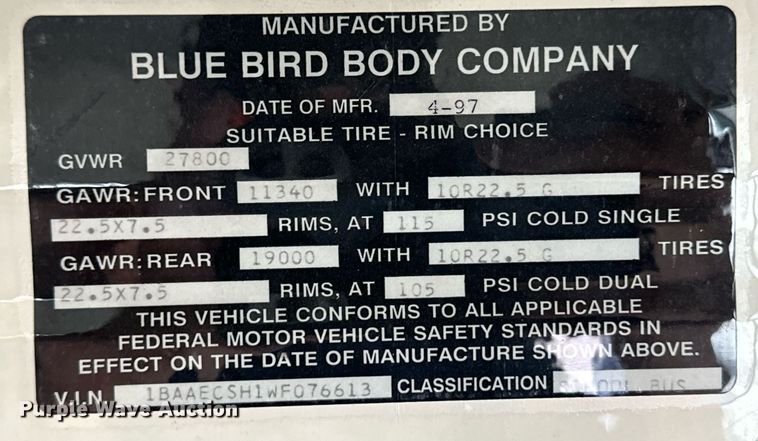 MANUFACTURED BY
BLUE BIRD BODY COMPANY
DATE OF MFR. 4-97
SUITABLE TIRE - RIM CHOICE
GVWR 27800
GAWR: FRONT 11340 WITH 10R22.5 G TIRES
22.5X7.5 RIMS, AT 115 PSI COLD SINGLE
GAWR: REAR 19000 WITH 10R22.5 G TIRES
22.5X7.5 RIMS, AT 105 PSI COLD DUAL
THIS VEHICLE CONFORMS TO ALL APPLICABLE
FEDERAL MOTOR VEHICLE SAFETY STANDARDS IN
EFFECT ON THE DATE OF MANUFACTURE SHOWN ABOVE.
V.I.N. 1BAAECSH1WF076613 CLASSIFICATION SCHOOL BUS
Purple Wave Auction